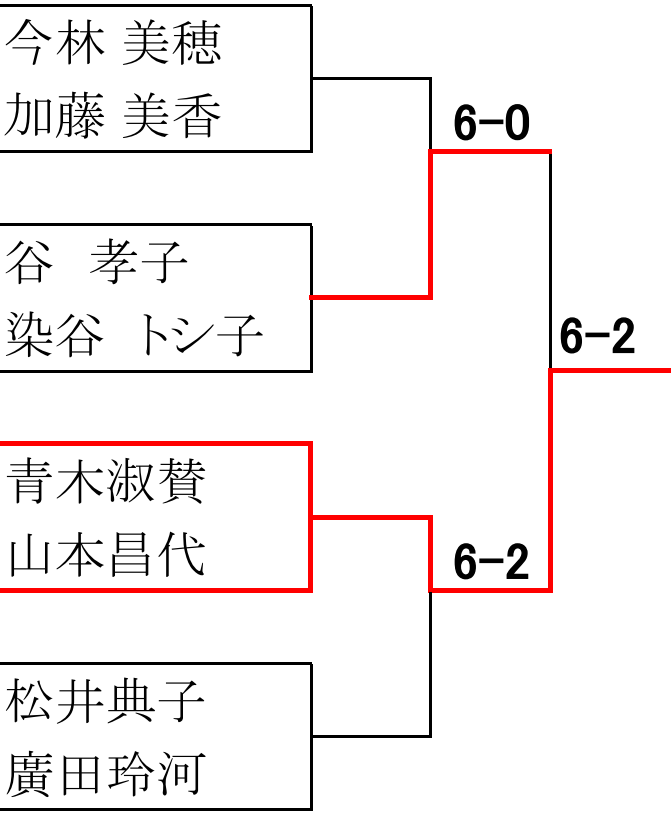 今林 美穂
加藤 美香
6-0
谷 孝子
染谷 トシ子
6-2
青木淑賛
山本昌代
6-2
松井典子
廣田玲河